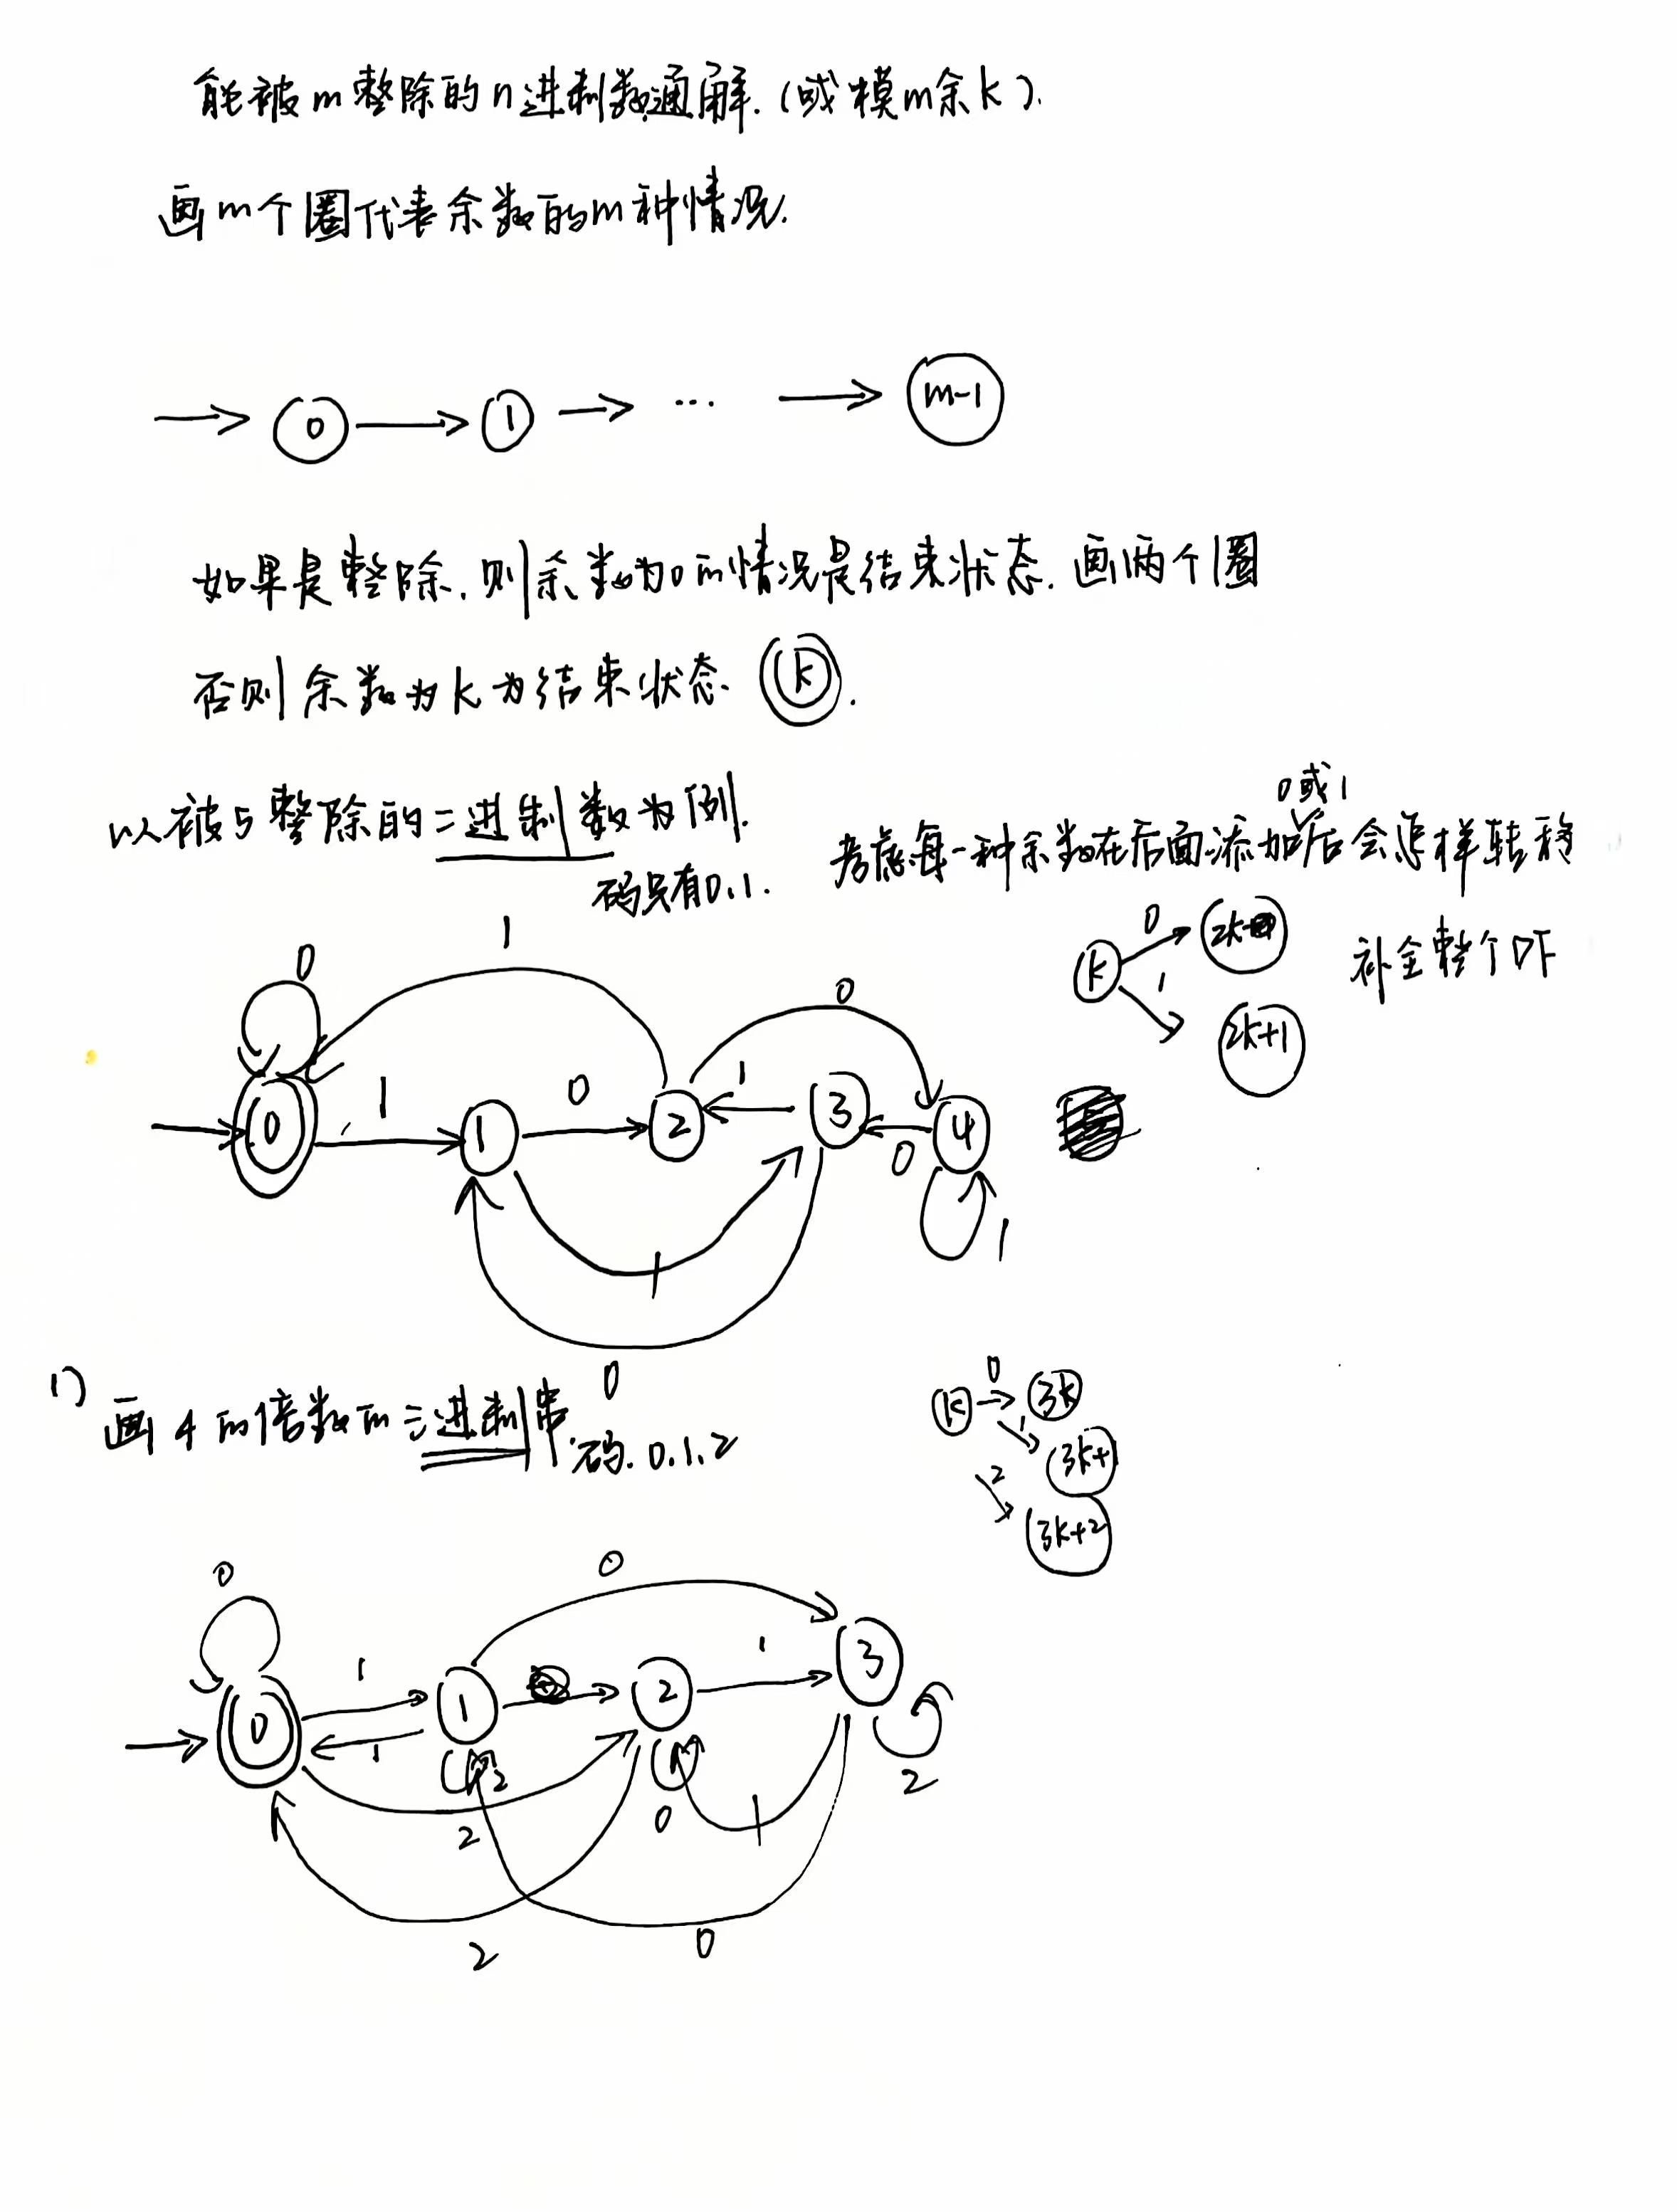 能被m整除的n进制数通解.(或模m余k).
画m个圈代表余数的m种情况.
0 1 ... m-1
如果是整除.则余数为0的情况是结束状态.画两个圈
否则余数为k为结束状态 k.
以被5整除的二进制数为例.
码只有0.1.
0或1
考虑每一种余数在后面添加后会怎样转移
补全整个DF
k 0 2k
1 2k+1
0 1 0
1 0 1
0 1 2 3 4
0
1 1
0
1) 画4的倍数的三进制串.
码.0.1.2
k 0 3k
1 3k+1
2 3k+2
0 0
1 1
0 1 2 3
1 2
2 0 1 2
2 0